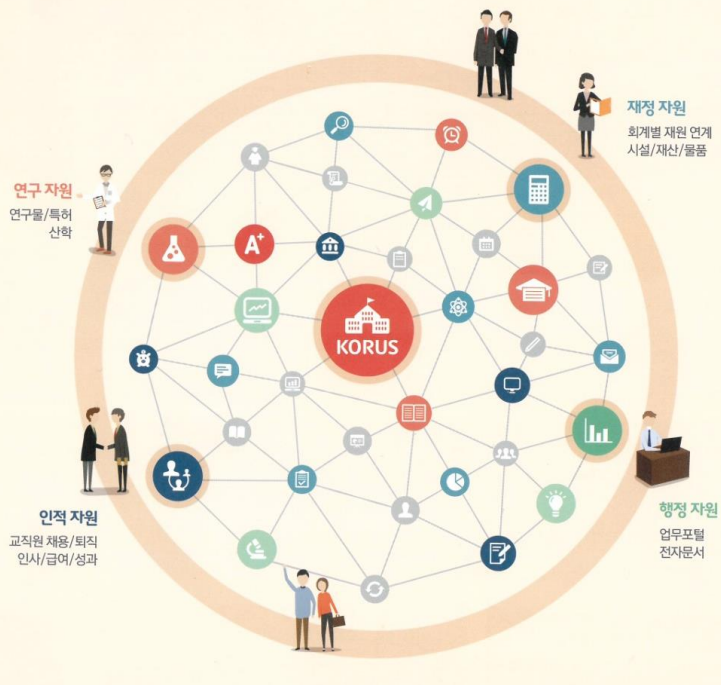 재정 자원
회계별 재원 연계
시설/재산/물품
연구 자원
연구물/특허
산학
A+
KORUS
인적 자원
교직원 채용/퇴직
인사/급여/성과
행정 자원
업무포털
전자문서